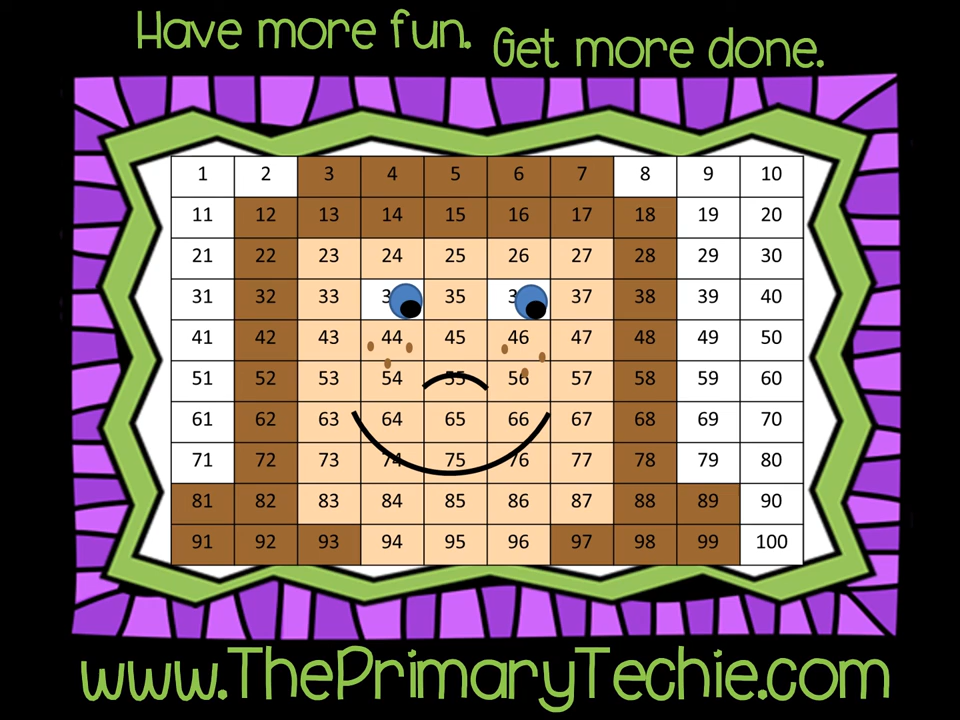 Have more fun. Get more done.
1 2 3 4 5 6 7 8 9 10
11 12 13 14 15 16 17 18 19 20
21 22 23 24 25 26 27 28 29 30
31 32 33 3 35 3 37 38 39 40
41 42 43 44 45 46 47 48 49 50
51 52 53 54 55 56 57 58 59 60
61 62 63 64 65 66 67 68 69 70
71 72 73 74 75 76 77 78 79 80
81 82 83 84 85 86 87 88 89 90
91 92 93 94 95 96 97 98 99 100
www.ThePrimaryTechie.com